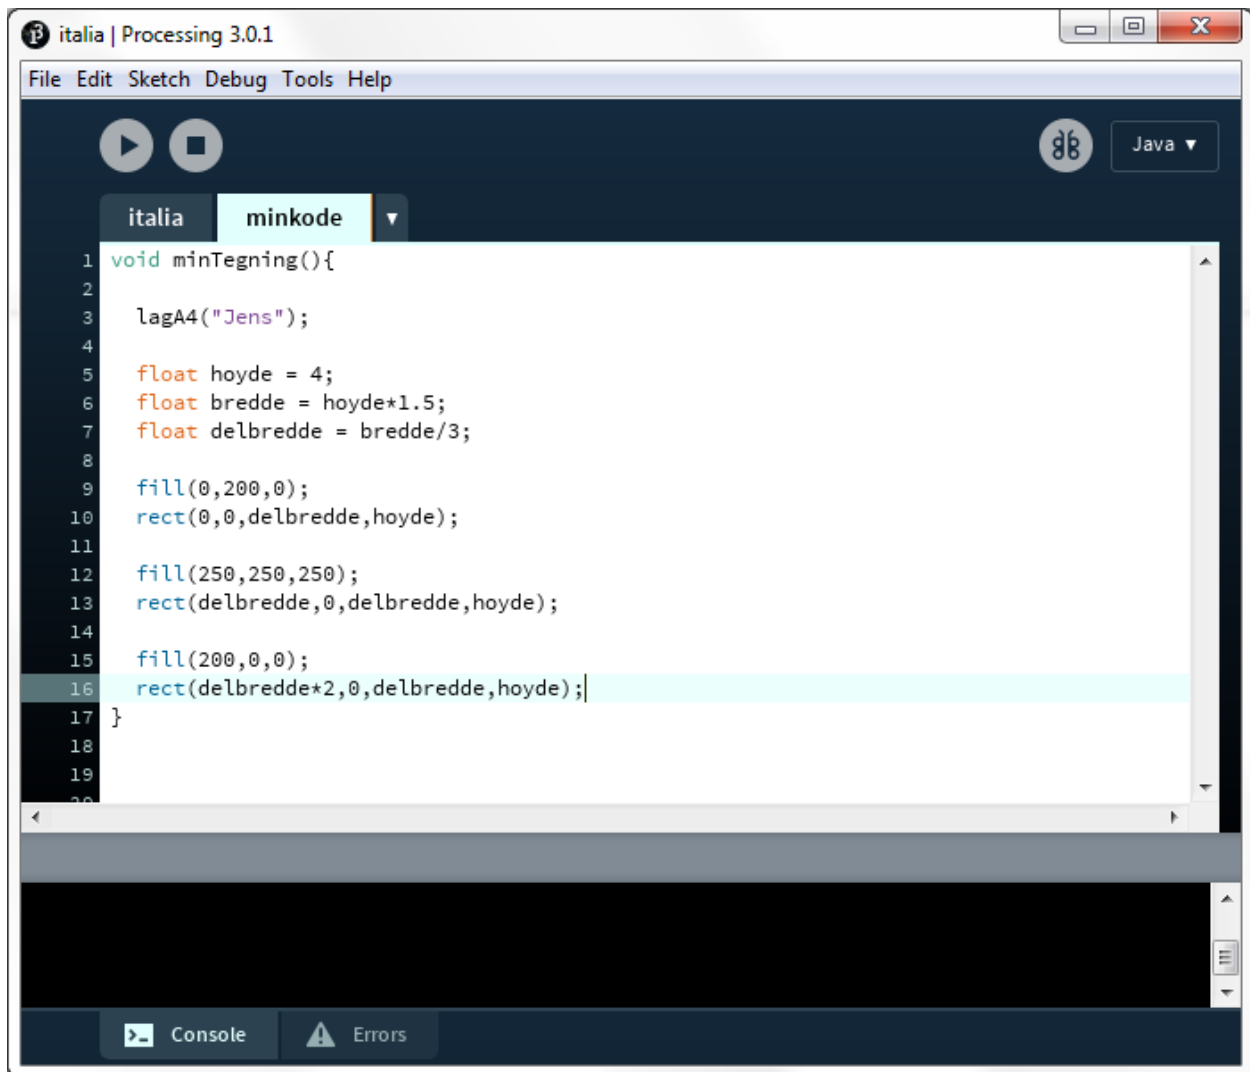 italia | Processing 3.0.1
File Edit Sketch Debug Tools Help
Java ▼
italia minkode ▼
1 void minTegning(){
2
3 lagA4("Jens");
4
5 float hoyde = 4;
6 float bredde = hoyde*1.5;
7 float delbredde = bredde/3;
8
9 fill(0,200,0);
10 rect(0,0,delbredde,hoyde);
11
12 fill(250,250,250);
13 rect(delbredde,0,delbredde,hoyde);
14
15 fill(200,0,0);
16 rect(delbredde*2,0,delbredde,hoyde);
17 }
18
19
20
Console Errors